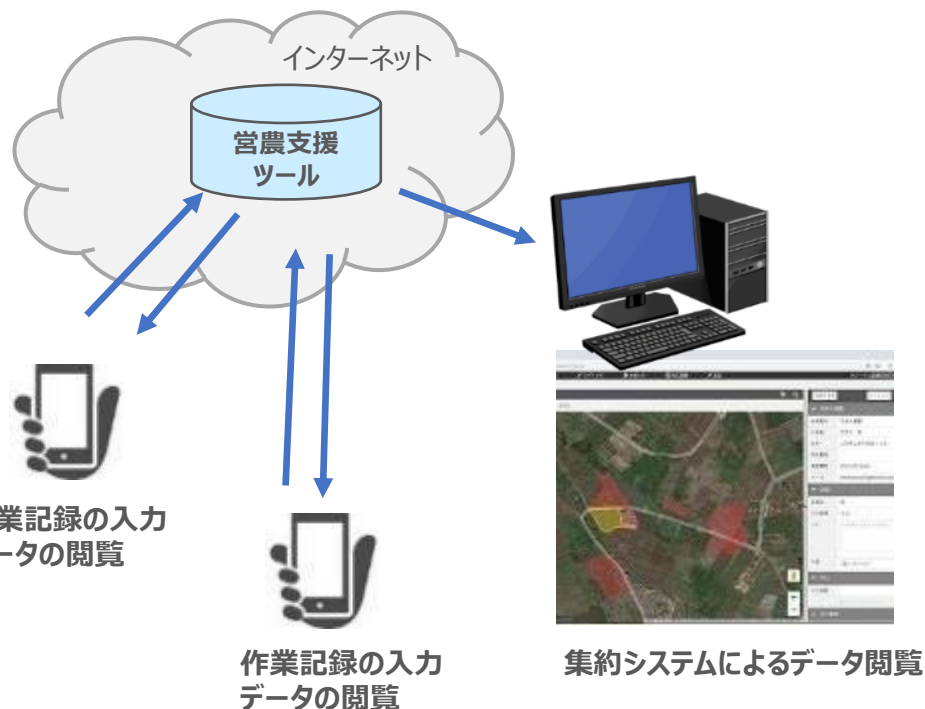 インターネット
営農支援
ツール
業記録の入力
ータの閲覧
作業記録の入力
データの閲覧
集約システムによるデータ閲覧